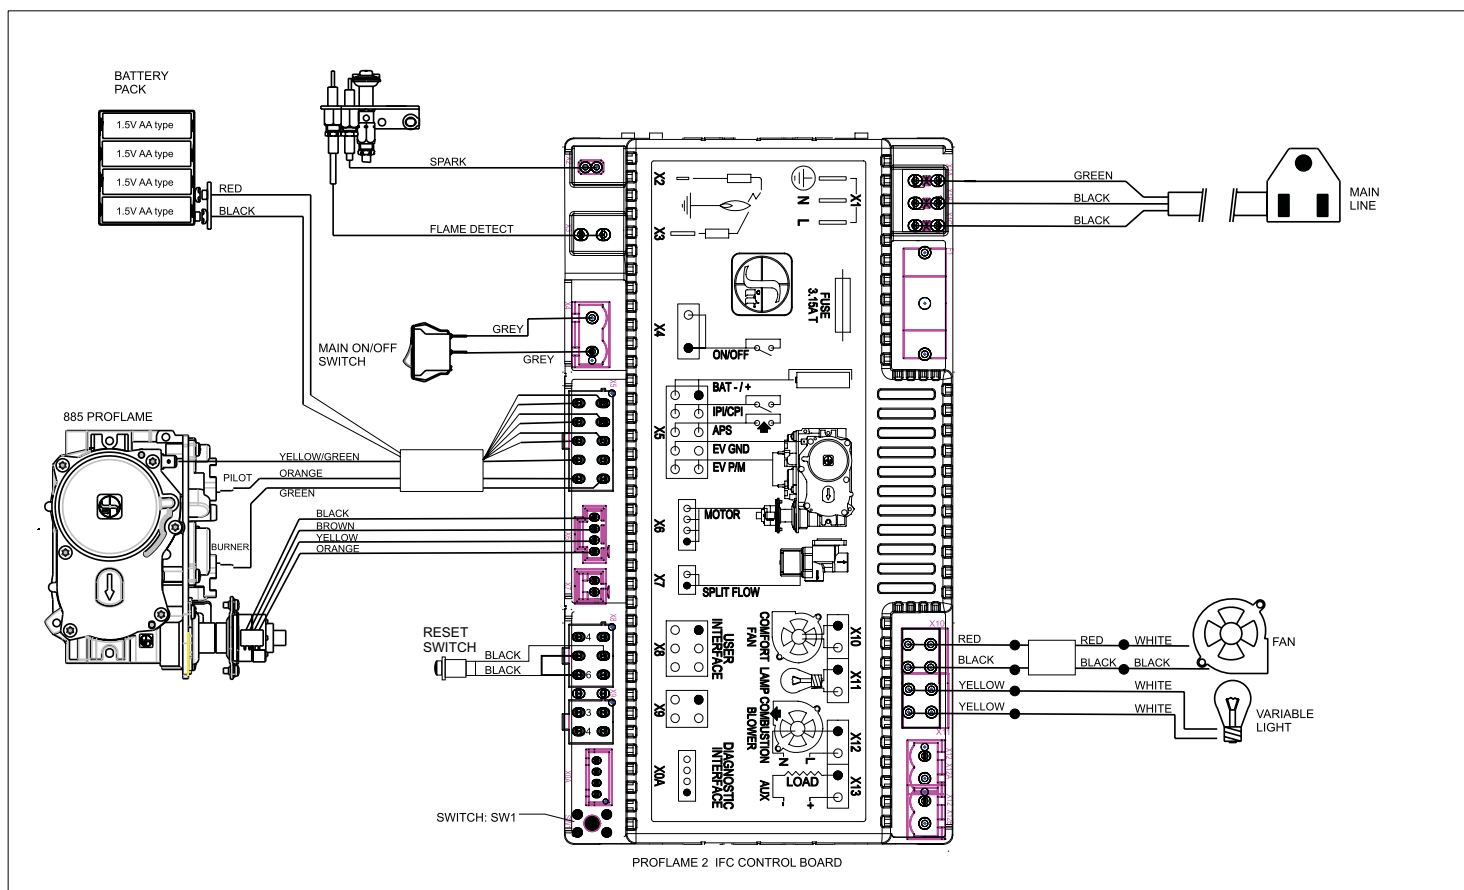 BATTERY
PACK
1.5V AA type
1.5V AA type
1.5V AA type
1.5V AA type
RED
BLACK
SPARK
FLAME DETECT
GREY
GREY
MAIN ON/OFF
SWITCH
885 PROFLAME
YELLOW/GREEN
PILOT
ORANGE
GREEN
BLACK
BROWN
YELLOW
ORANGE
BURNER
RESET
SWITCH
BLACK
BLACK
SWITCH: SW1
X2
X3
X1
N
L
FUSE
3.15A T
X4
ON/OFF
BAT - / +
IPI/CPI
X5
APS
EV GND
EV P/M
X6
MOTOR
X7
SPLIT FLOW
X8
USER
INTERFACE
COMFORT
FAN
X10
LAMP
X11
X9
COMBUSTION
BLOWER
X12
N
L
X0A
DIAGNOSTIC
INTERFACE
AUX
LOAD
- +
X13
GREEN
BLACK
BLACK
MAIN
LINE
X10
RED
RED
WHITE
FAN
BLACK
BLACK
BLACK
YELLOW
WHITE
YELLOW
WHITE
VARIABLE
LIGHT
PROFLAME 2 IFC CONTROL BOARD